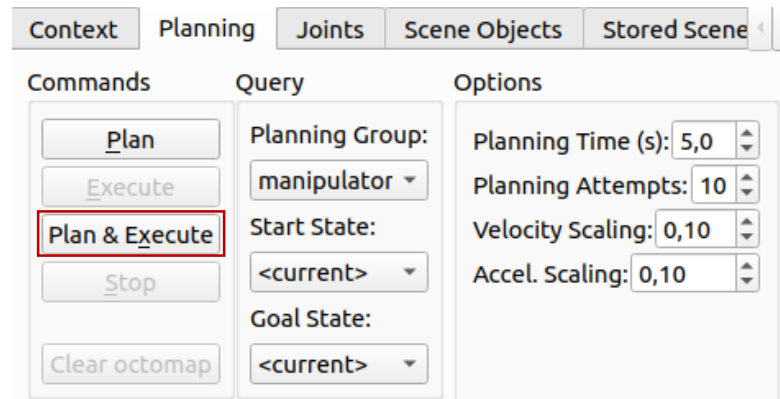 Context Planning Joints Scene Objects Stored Scene
Commands
Plan
Execute
Plan & Execute
Stop
Clear octomap
Query
Planning Group:
manipulator
Start State:
<current>
Goal State:
<current>
Options
Planning Time (s): 5,0
Planning Attempts: 10
Velocity Scaling: 0,10
Accel. Scaling: 0,10